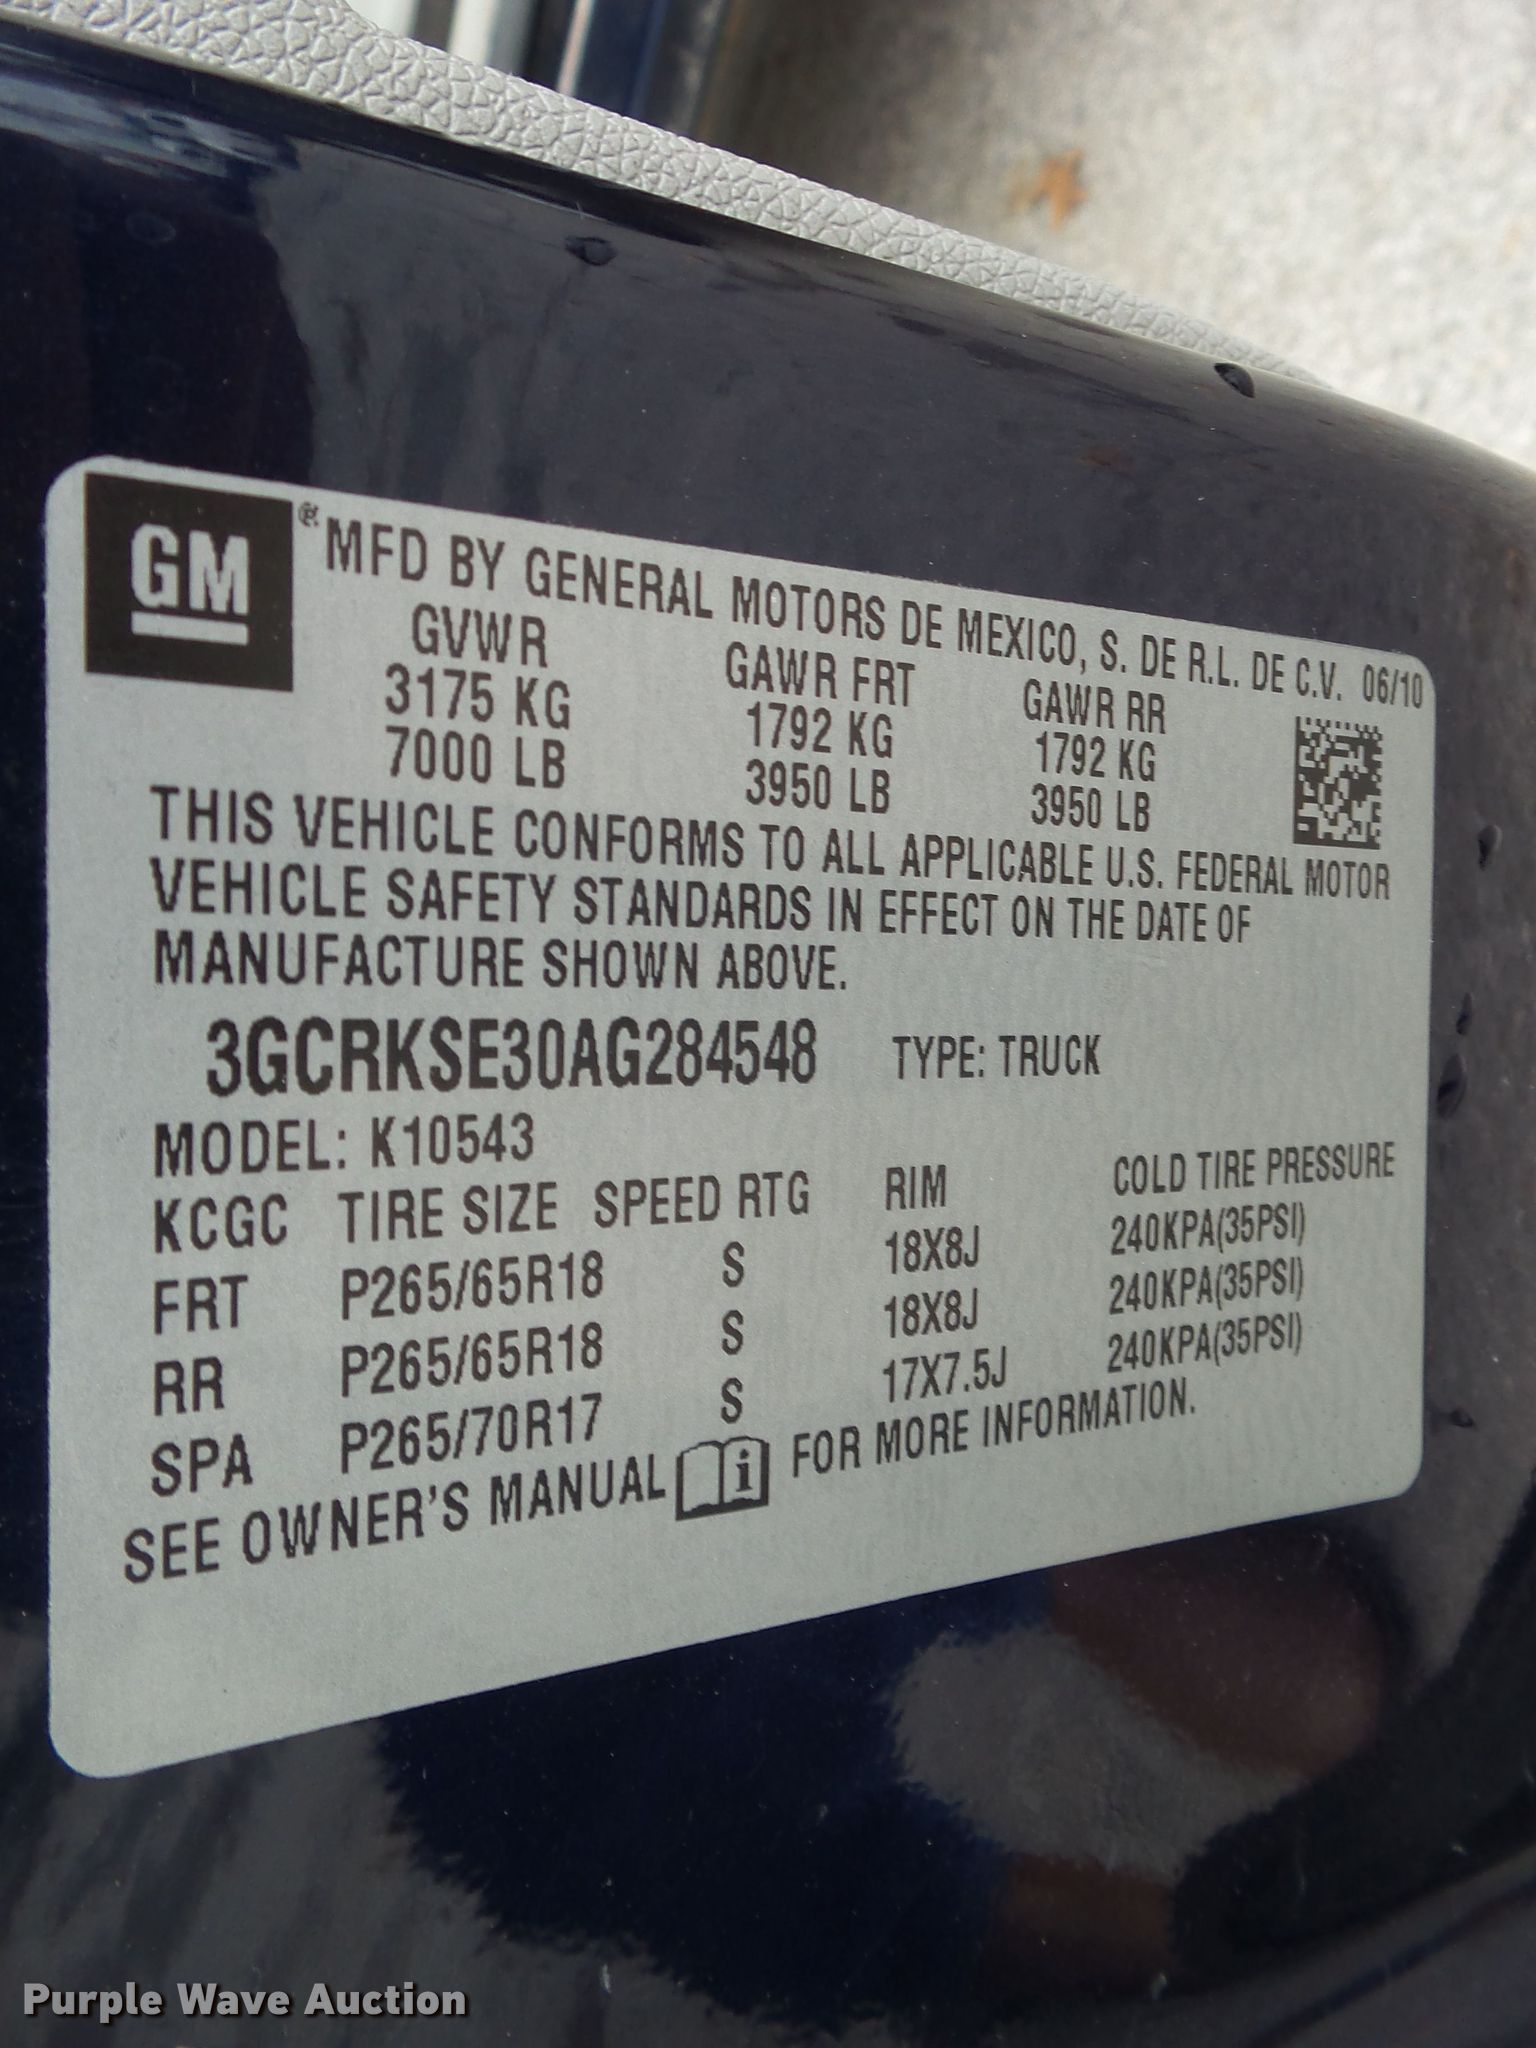 GM ® MFD BY GENERAL MOTORS DE MEXICO, S. DE R.L. DE C.V. 06/10
GVWR GAWR FRT GAWR RR
3175 KG 1792 KG 1792 KG
7000 LB 3950 LB 3950 LB
THIS VEHICLE CONFORMS TO ALL APPLICABLE U.S. FEDERAL MOTOR
VEHICLE SAFETY STANDARDS IN EFFECT ON THE DATE OF
MANUFACTURE SHOWN ABOVE.
3GCRKSE30AG284548 TYPE: TRUCK
MODEL: K10543
KCGC TIRE SIZE SPEED RTG RIM COLD TIRE PRESSURE
FRT P265/65R18 S 18X8J 240KPA(35PSI)
RR P265/65R18 S 18X8J 240KPA(35PSI)
SPA P265/70R17 S 17X7.5J 240KPA(35PSI)
SEE OWNER'S MANUAL i FOR MORE INFORMATION.
Purple Wave Auction